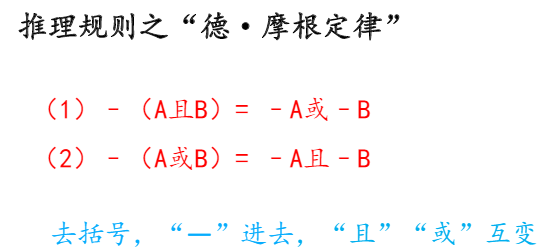 推理规则之“德·摩根定律”
（1）-（A且B）= -A或-B
（2）-（A或B）= -A且-B
去括号，“—”进去，“且”“或”互变